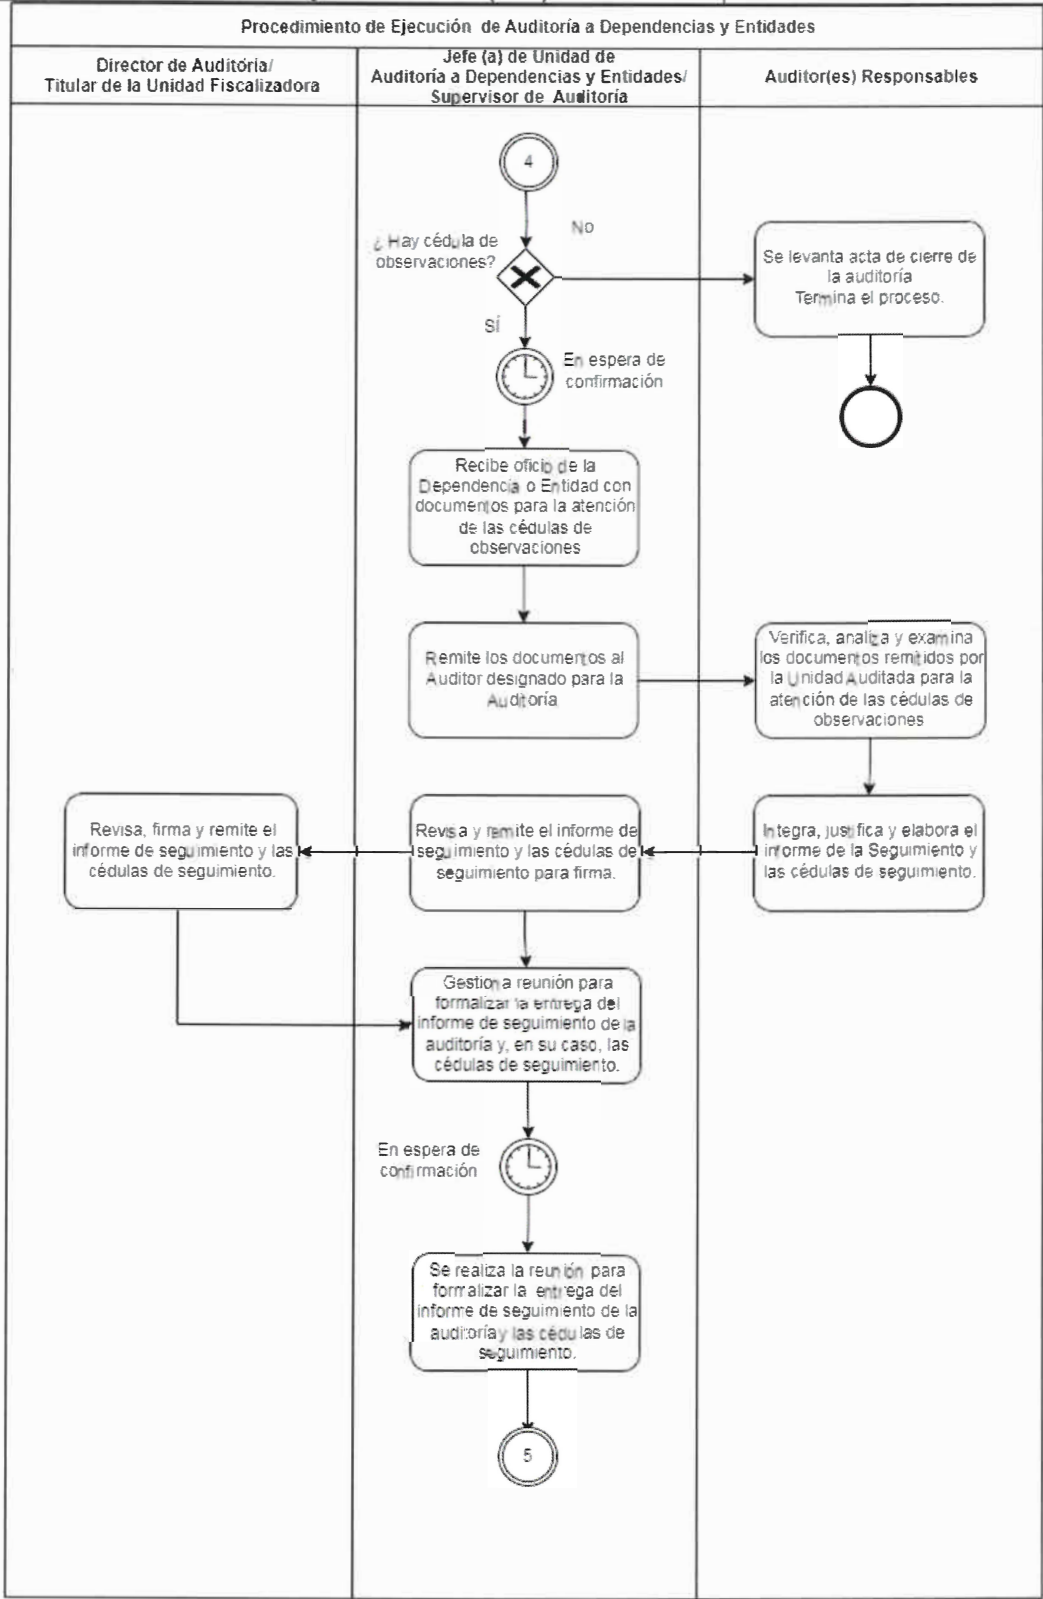 Procedimiento de Ejecución de Auditoría a Dependencias y Entidades
Director de Auditoría/
Titular de la Unidad Fiscalizadora
Jefe (a) de Unidad de
Auditoría a Dependencias y Entidades/
Supervisor de Auditoría
Auditor(es) Responsables
4
¿ Hay cédula de
observaciones?
No
Se levanta acta de cierre de
la auditoría
Termina el proceso.
SÍ
En espera de
confirmación
Recibe oficio de la
Dependencia o Entidad con
documentos para la atención
de las cédulas de
observaciones
Remite los documentos al
Auditor designado para la
Auditoría
Verifica, analiza y examina
los documentos remitidos por
la Unidad Auditada para la
atención de las cédulas de
observaciones
Revisa, firma y remite el
informe de seguimiento y las
cédulas de seguimiento.
Revisa y remite el informe de
seguimiento y las cédulas de
seguimiento para firma.
Integra, justifica y elabora el
informe de la Seguimiento y
las cédulas de seguimiento.
Gestiona reunión para
formalizar la entrega del
informe de seguimiento de la
auditoría y, en su caso, las
cédulas de seguimiento.
En espera de
confirmación
Se realiza la reunión para
formalizar la entrega del
informe de seguimiento de la
auditoría y las cédulas de
seguimiento.
5